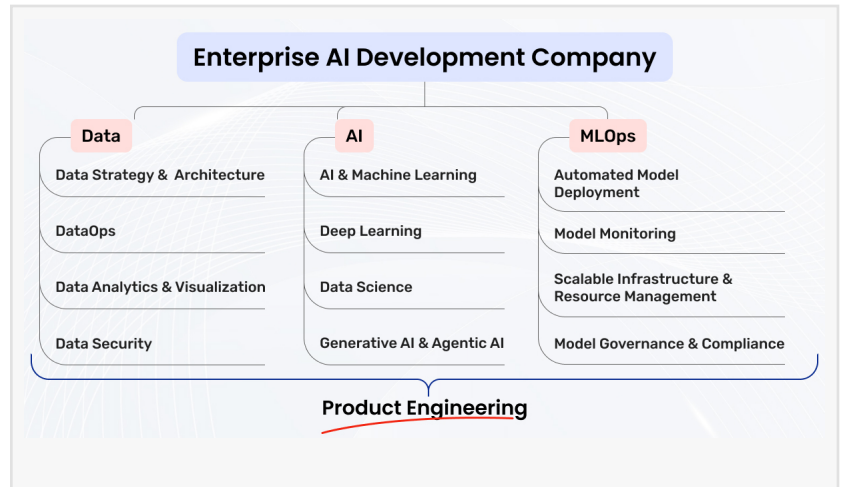 Enterprise AI Development Company
Data
Data Strategy & Architecture
DataOps
Data Analytics & Visualization
Data Security
AI
AI & Machine Learning
Deep Learning
Data Science
Generative AI & Agentic AI
MLOps
Automated Model
Deployment
Model Monitoring
Scalable Infrastructure &
Resource Management
Model Governance & Compliance
Product Engineering